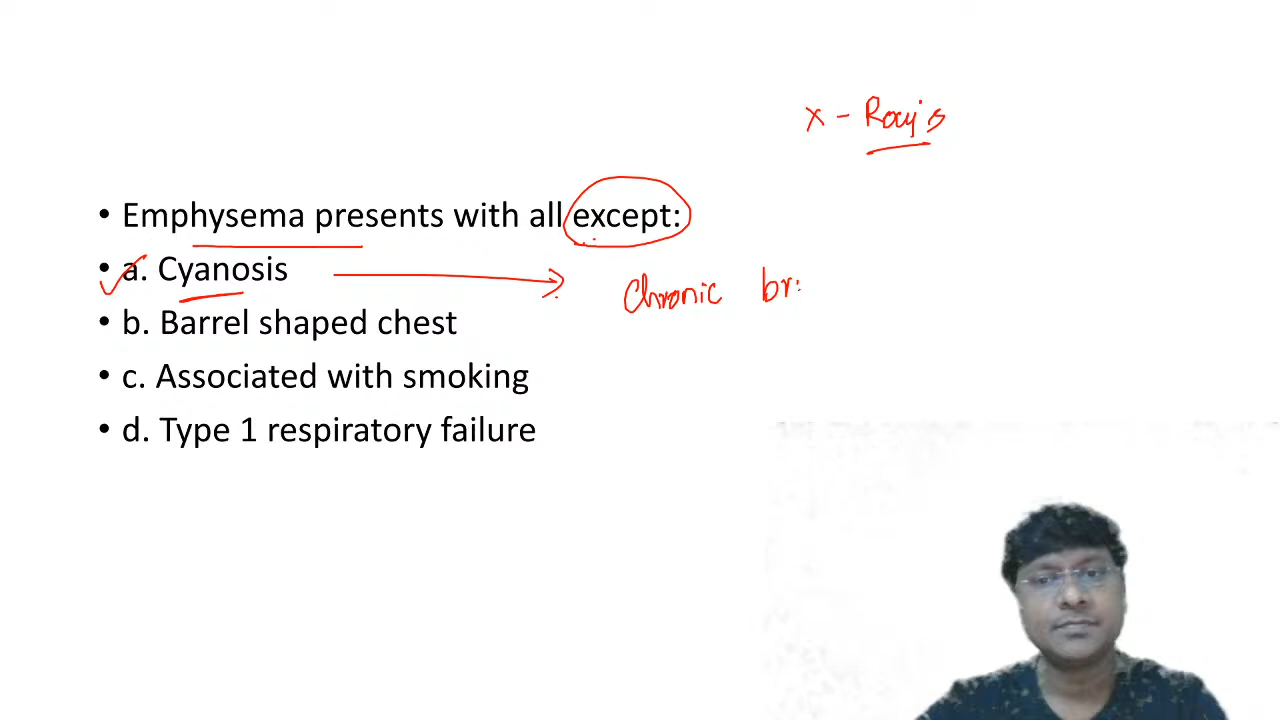 x - Ray's
• Emphysema presents with all except:
• a. Cyanosis
chronic br
• b. Barrel shaped chest
• c. Associated with smoking
• d. Type 1 respiratory failure